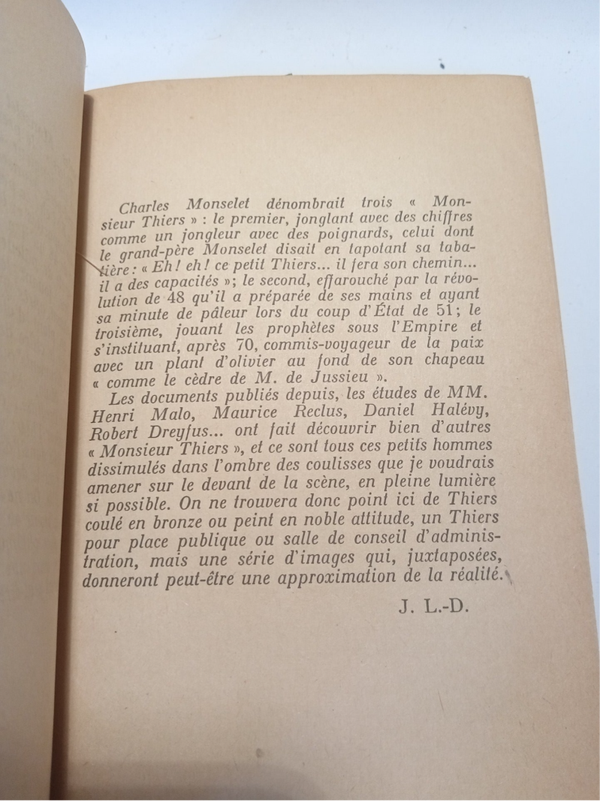 Charles Monselet dénombrait trois « Mon-
sieur Thiers » : le premier, jonglant avec des chiffres
comme un jongleur avec des poignards, celui dont
le grand-père Monselet disait en tapotant sa taba-
tière : « Eh! eh! ce petit Thiers... il fera son chemin...
il a des capacités »; le second, effarouché par la révo-
lution de 48 qu'il a préparée de ses mains et ayant
sa minute de pâleur lors du coup d'État de 51; le
troisième, jouant les prophètes sous l'Empire et
s'instituant, après 70, commis-voyageur de la paix
avec un plant d'olivier au fond de son chapeau
« comme le cèdre de M. de Jussieu ».
Les documents publiés depuis, les études de MM.
Henri Malo, Maurice Reclus, Daniel Halévy,
Robert Dreyfus... ont fait découvrir bien d'autres
« Monsieur Thiers », et ce sont tous ces petits hommes
dissimulés dans l'ombre des coulisses que je voudrais
amener sur le devant de la scène, en pleine lumière
si possible. On ne trouvera donc point ici de Thiers
coulé en bronze ou peint en noble attitude, un Thiers
pour place publique ou salle de conseil d'adminis-
tration, mais une série d'images qui, juxtaposées,
donneront peut-être une approximation de la réalité.
J. L.-D.